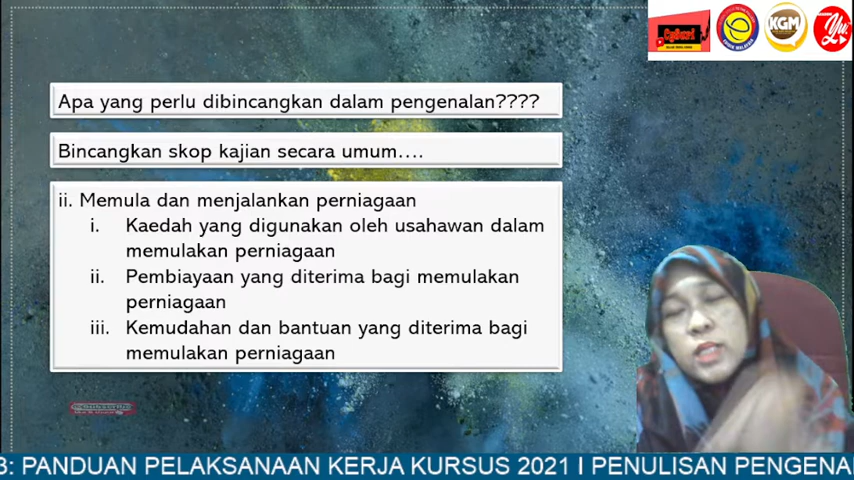 KGM
Apa yang perlu dibincangkan dalam pengenalan????
Bincangkan skop kajian secara umum....
ii. Memula dan menjalankan perniagaan
i. Kaedah yang digunakan oleh usahawan dalam
memulakan perniagaan
ii. Pembiayaan yang diterima bagi memulakan
perniagaan
iii. Kemudahan dan bantuan yang diterima bagi
memulakan perniagaan
3: PANDUAN PELAKSANAAN KERJA KURSUS 2021 I PENULISAN PENGENA